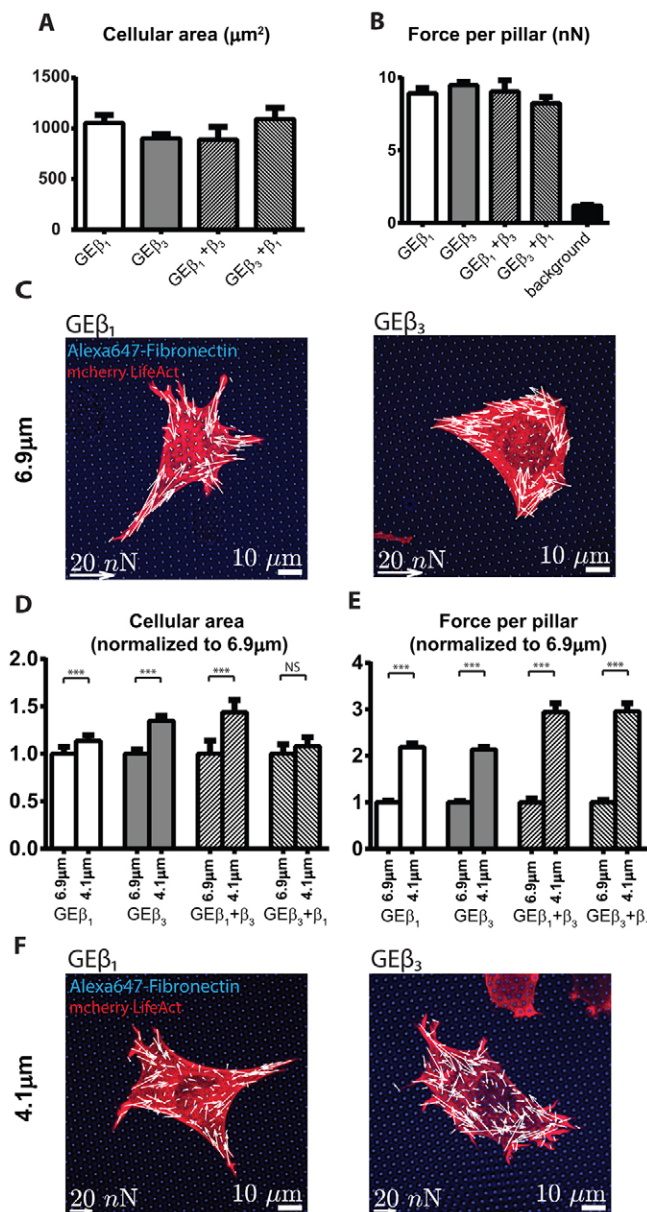 A
Cellular area (μm²)
1500
1000
500
0
GEβ₁
GEβ₃
GEβ₁+β₃
GEβ₃+β₁
B
Force per pillar (nN)
10
5
0
GEβ₁
GEβ₃
GEβ₁+β₃
GEβ₃+β₁
background
C
6.9μm
GEβ₁
Alexa647-Fibronectin
mcherry LifeAct
20 nN
10 μm
GEβ₃
20 nN
10 μm
D
Cellular area
(normalized to 6.9μm)
2.0
1.5
1.0
0.5
0.0
***
***
***
NS
6.9μm
4.1μm
6.9μm
4.1μm
6.9μm
4.1μm
6.9μm
4.1μm
GEβ₁
GEβ₃
GEβ₁+β₃
GEβ₃+β₁
E
Force per pillar
(normalized to 6.9μm)
4
3
2
1
0
***
***
***
***
6.9μm
4.1μm
6.9μm
4.1μm
6.9μm
4.1μm
6.9μm
4.1μm
GEβ₁
GEβ₃
GEβ₁+β₃
GEβ₃+β
F
4.1μm
GEβ₁
Alexa647-Fibronectin
mcherry LifeAct
20 nN
10 μm
GEβ₃
20 nN
10 μm